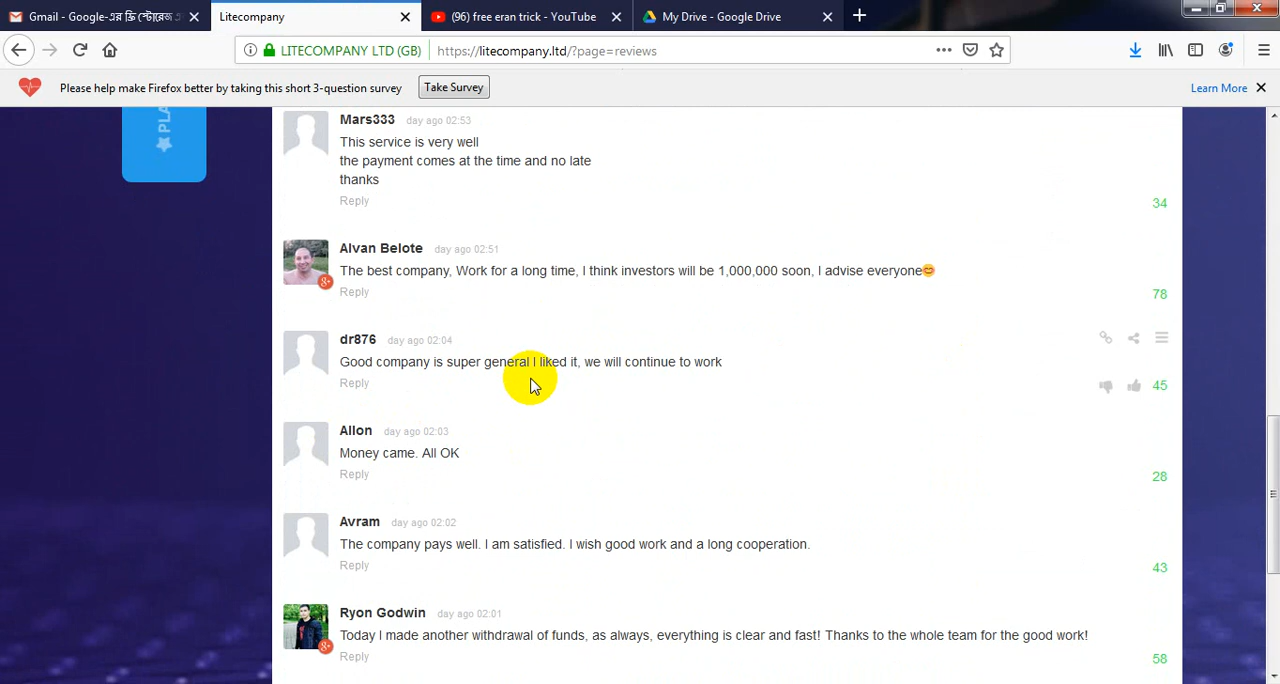 Gmail - Google-এর ফ্রি স্টোরেজ
Litecompany
(96) free eran trick - YouTube
My Drive - Google Drive
LITECOMPANY LTD (GB)
https://litecompany.ltd/?page=reviews
Please help make Firefox better by taking this short 3-question survey
Take Survey
Learn More
PLA
Mars333 day ago 02:53
This service is very well
the payment comes at the time and no late
thanks
Reply
34
Alvan Belote day ago 02:51
The best company, Work for a long time, I think investors will be 1,000,000 soon, I advise everyone😊
Reply
78
dr876 day ago 02:04
Good company is super general I liked it, we will continue to work
Reply
45
Allon day ago 02:03
Money came. All OK
Reply
28
Avram day ago 02:02
The company pays well. I am satisfied. I wish good work and a long cooperation.
Reply
43
Ryon Godwin day ago 02:01
Today I made another withdrawal of funds, as always, everything is clear and fast! Thanks to the whole team for the good work!
Reply
58